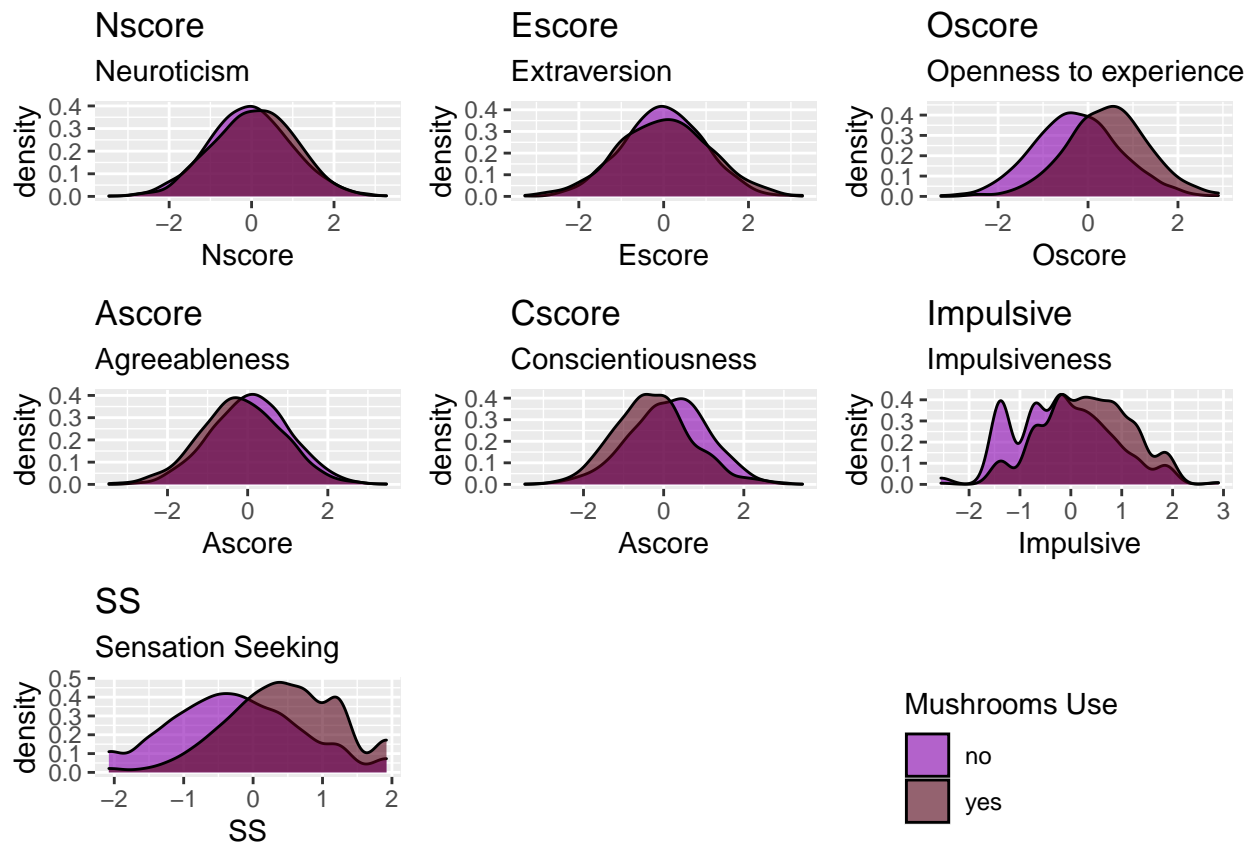 Nscore
Neuroticism
density
0.4
0.3
0.2
0.1
0.0
−2 0 2
Nscore
Escore
Extraversion
density
0.4
0.3
0.2
0.1
0.0
−2 0 2
Escore
Oscore
Openness to experience
density
0.4
0.3
0.2
0.1
0.0
−2 0 2
Oscore
Ascore
Agreeableness
density
0.4
0.3
0.2
0.1
0.0
−2 0 2
Ascore
Cscore
Conscientiousness
density
0.4
0.3
0.2
0.1
0.0
−2 0 2
Ascore
Impulsive
Impulsiveness
density
0.4
0.3
0.2
0.1
0.0
−2 −1 0 1 2 3
Impulsive
SS
Sensation Seeking
density
0.5
0.4
0.3
0.2
0.1
0.0
−2 −1 0 1 2
SS
Mushrooms Use
no
yes